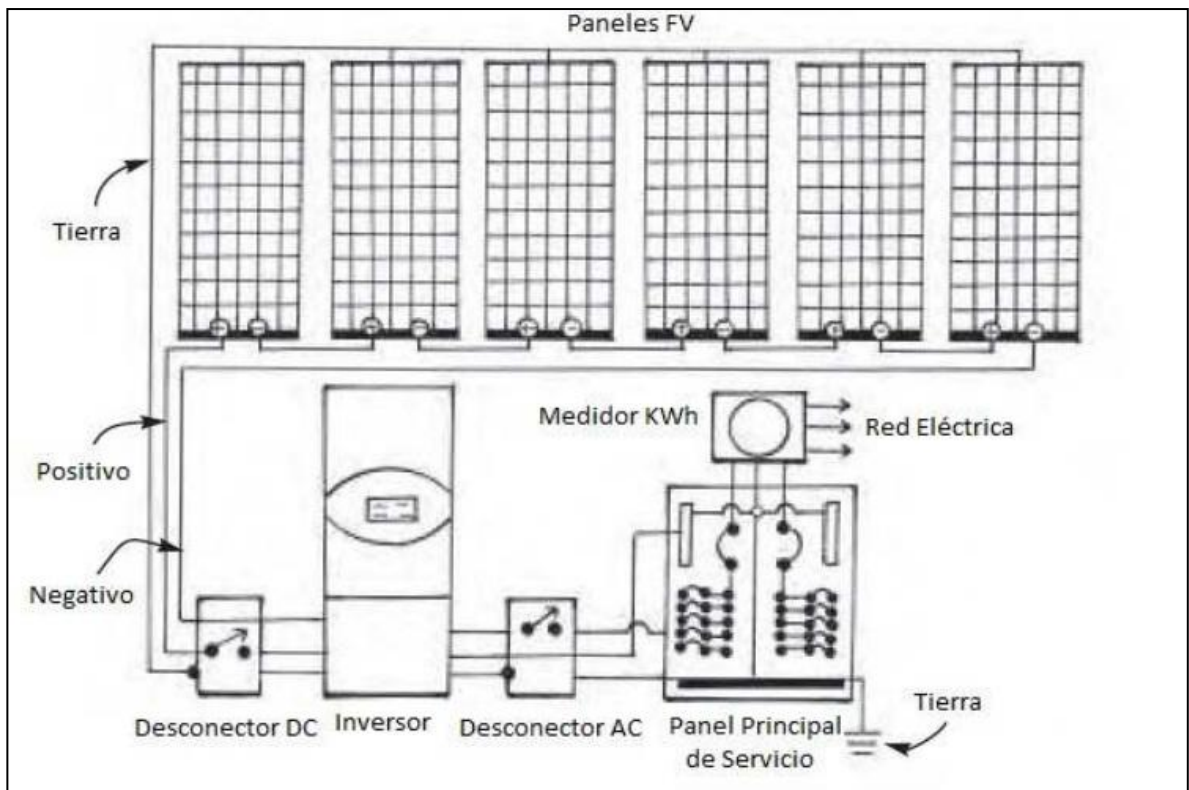 Paneles FV
Tierra
Medidor KWh
Red Eléctrica
Positivo
Negativo
Desconector DC
Inversor
Desconector AC
Panel Principal
de Servicio
Tierra